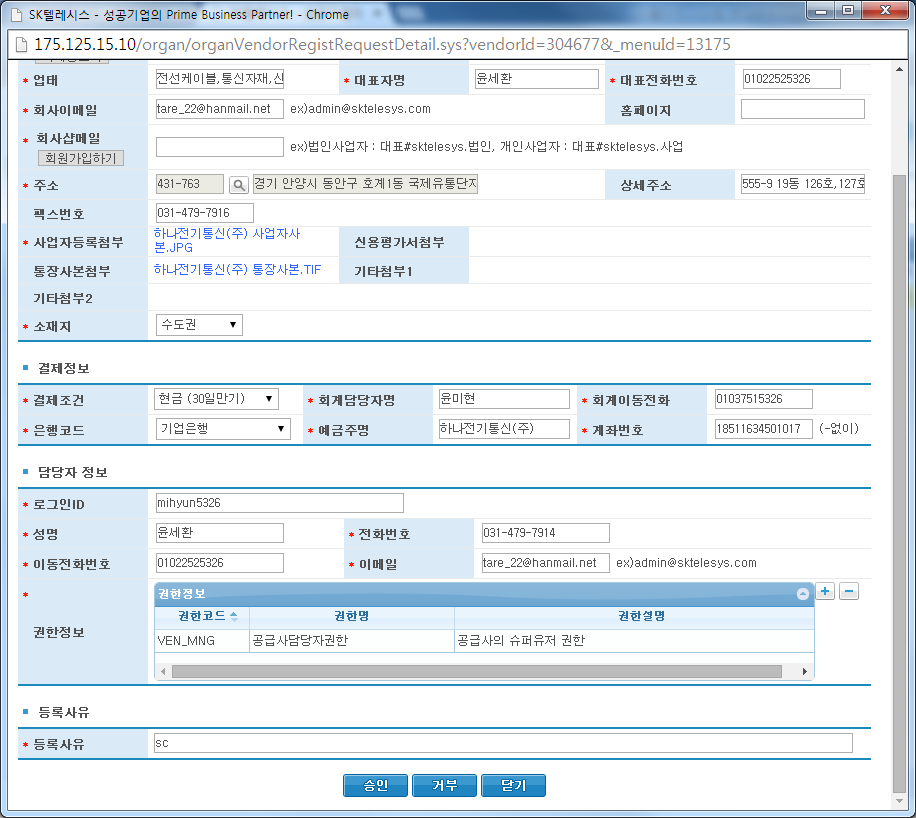 SK텔레시스 - 성공기업의 Prime Business Partner! - Chrome
175.125.15.10/organ/organVendorRegistRequestDetail.sys?vendorId=304677&_menuId=13175
* 업태 전선케이블,통신자재,신 * 대표자명 윤세환 * 대표전화번호 01022525326
* 회사이메일 tare_22@hanmail.net ex)admin@sktelesys.com 홈페이지
* 회사샵메일 ex)법인사업자 : 대표#sktelesys.법인, 개인사업자 : 대표#sktelesys.사업
회원가입하기
* 주소 431-763 경기 안양시 동안구 호계1동 국제유통단지 상세주소 555-9 19동 126호,127호
팩스번호 031-479-7916
* 사업자등록첨부 하나전기통신(주) 사업자사본.JPG 신용평가서첨부
통장사본첨부 하나전기통신(주) 통장사본.TIF 기타첨부1
기타첨부2
* 소재지 수도권
결제정보
* 결제조건 현금 (30일만기) * 회계담당자명 윤미현 * 회계이동전화 01037515326
* 은행코드 기업은행 * 예금주명 하나전기통신(주) * 계좌번호 18511634501017 (-없이)
담당자 정보
* 로그인ID mihyun5326
* 성명 윤세환 * 전화번호 031-479-7914
* 이동전화번호 01022525326 * 이메일 tare_22@hanmail.net ex)admin@sktelesys.com
* 권한정보 권한정보
권한코드 권한명 권한설명
VEN_MNG 공급사담당자권한 공급사의 슈퍼유저 권한
등록사유
* 등록사유 sc
승인 거부 닫기